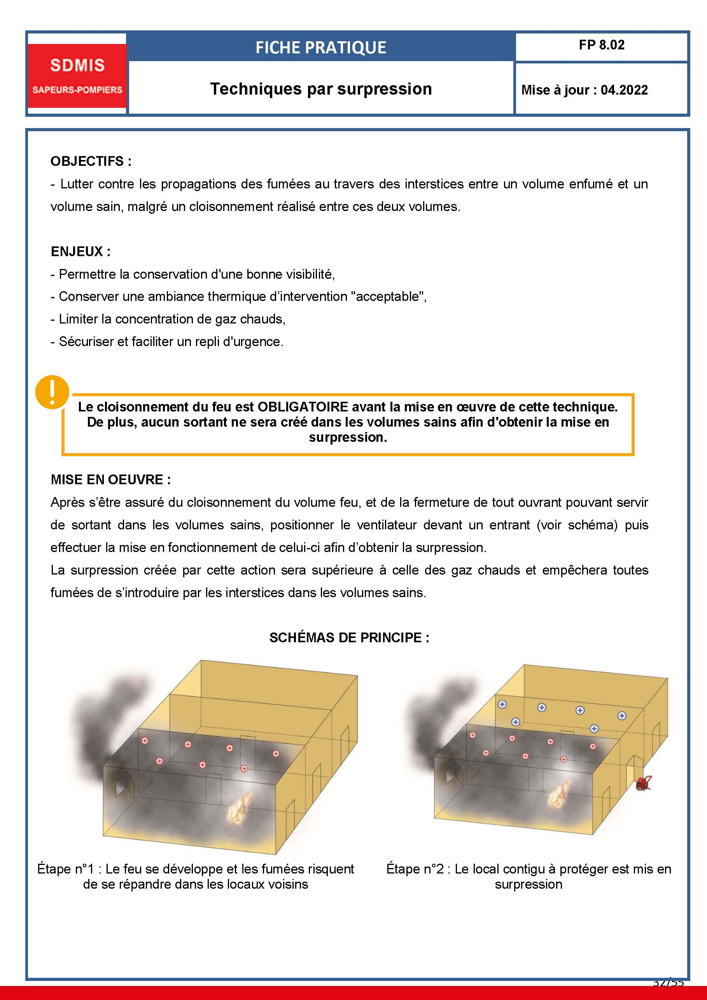 SDMIS
SAPEURS-POMPIERS
FICHE PRATIQUE
Techniques par surpression
FP 8.02
Mise à jour : 04.2022
OBJECTIFS :
- Lutter contre les propagations des fumées au travers des interstices entre un volume enfumé et un
volume sain, malgré un cloisonnement réalisé entre ces deux volumes.
ENJEUX :
- Permettre la conservation d'une bonne visibilité,
- Conserver une ambiance thermique d’intervention "acceptable",
- Limiter la concentration de gaz chauds,
- Sécuriser et faciliter un repli d'urgence.
Le cloisonnement du feu est OBLIGATOIRE avant la mise en œuvre de cette technique.
De plus, aucun sortant ne sera créé dans les volumes sains afin d'obtenir la mise en
surpression.
MISE EN OEUVRE :
Après s’être assuré du cloisonnement du volume feu, et de la fermeture de tout ouvrant pouvant servir
de sortant dans les volumes sains, positionner le ventilateur devant un entrant (voir schéma) puis
effectuer la mise en fonctionnement de celui-ci afin d’obtenir la surpression.
La surpression créée par cette action sera supérieure à celle des gaz chauds et empêchera toutes
fumées de s’introduire par les interstices dans les volumes sains.
SCHÉMAS DE PRINCIPE :
Étape n°1 : Le feu se développe et les fumées risquent
de se répandre dans les locaux voisins
Étape n°2 : Le local contigu à protéger est mis en
surpression
32/55